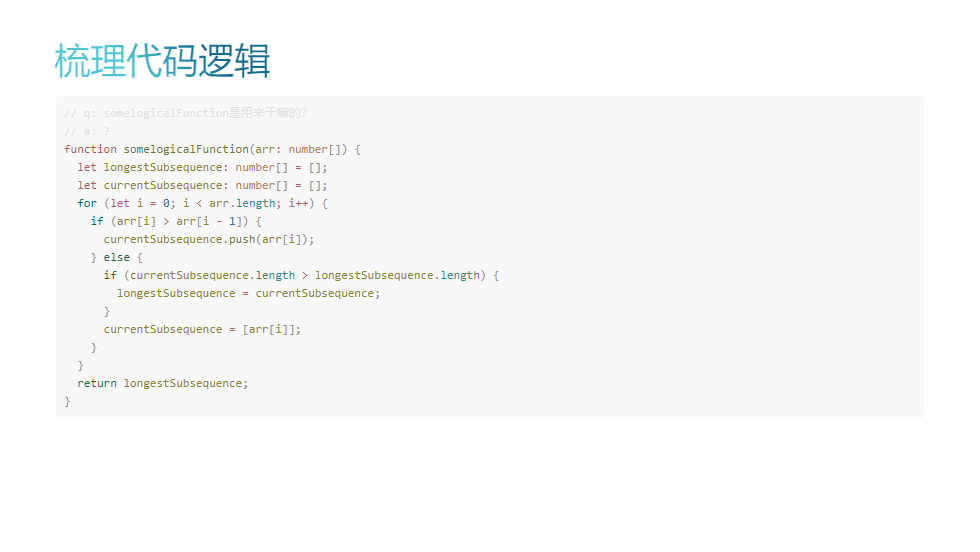 梳理代码逻辑
// q: somelogicalFunction是用来干嘛的?
// a: ?
function somelogicalFunction(arr: number[]) {
  let longestSubsequence: number[] = [];
  let currentSubsequence: number[] = [];
  for (let i = 0; i < arr.length; i++) {
    if (arr[i] > arr[i - 1]) {
      currentSubsequence.push(arr[i]);
    } else {
      if (currentSubsequence.length > longestSubsequence.length) {
        longestSubsequence = currentSubsequence;
      }
      currentSubsequence = [arr[i]];
    }
  }
  return longestSubsequence;
}